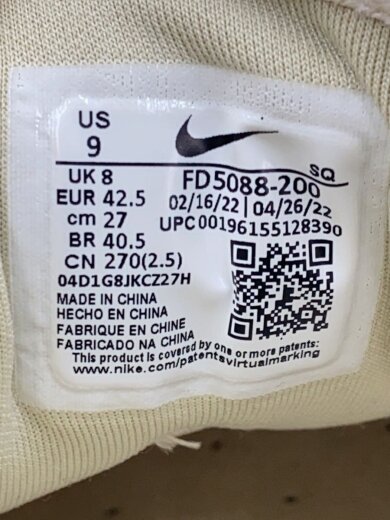 US
9
SQ
UK 8
FD5088-200
EUR 42.5
02/16/22 | 04/26/22
cm 27
UPC00196155128390
BR 40.5
CN 270(2.5)
04D1G8JKCZ27H
MADE IN CHINA
HECHO EN CHINA
FABRIQUE EN CHINE
FABRICADO NA CHINA
This product is covered by one or more patents:
www.nike.com/patentsvirtualmarking